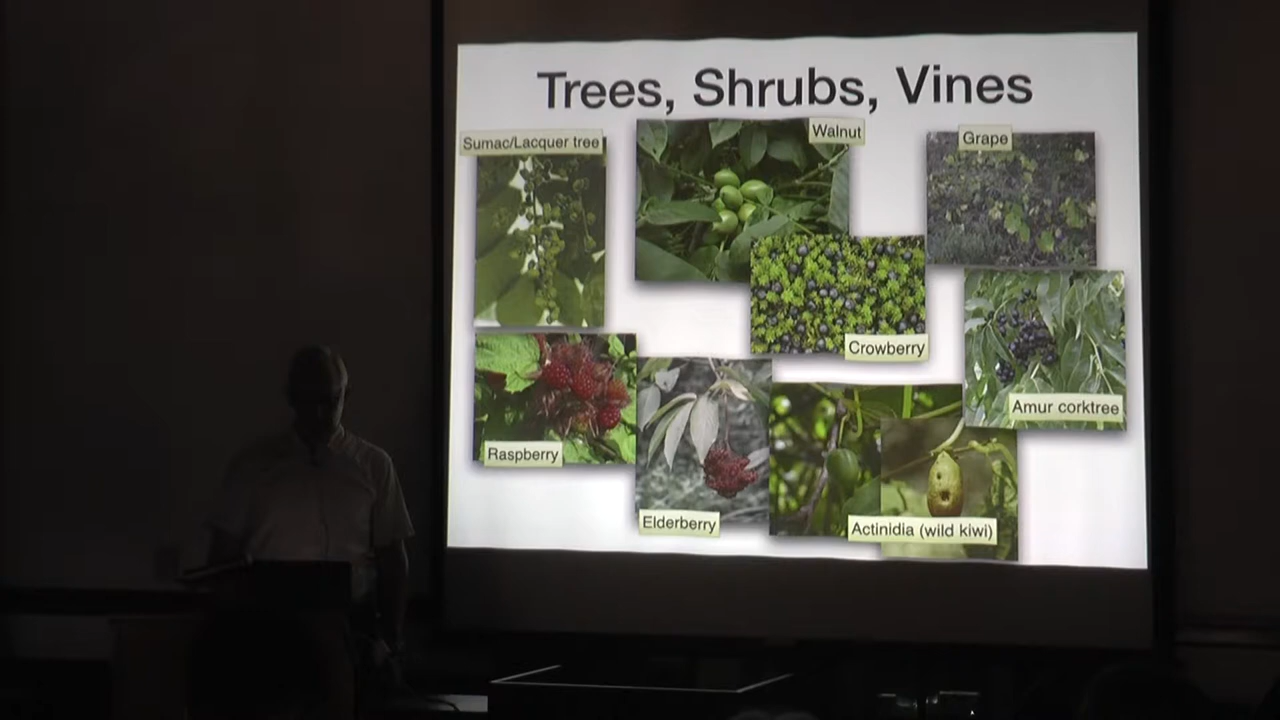 Trees, Shrubs, Vines
Sumac/Lacquer tree
Walnut
Grape
Crowberry
Amur corktree
Raspberry
Elderberry
Actinidia (wild kiwi)